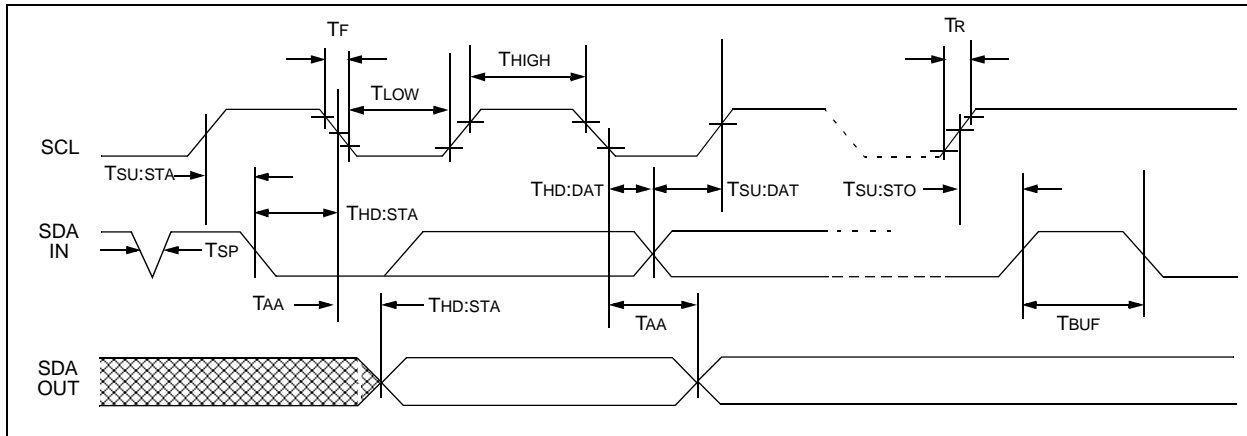 TF
TR
THIGH
TLOW
SCL
TSU:STA
THD:DAT
TSU:DAT
TSU:STO
THD:STA
SDA
IN
TSP
TAA
THD:STA
TAA
TBUF
SDA
OUT